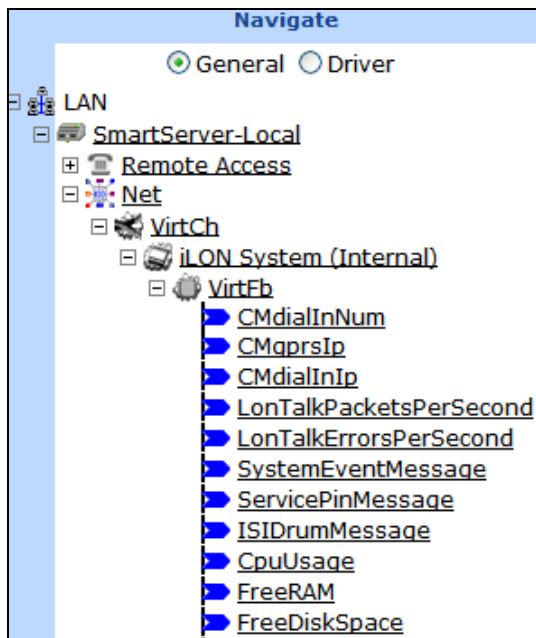 Navigate
General Driver
LAN
SmartServer-Local
Remote Access
Net
VirtCh
iLON System (Internal)
VirtFb
CMdialInNum
CMgprsIp
CMdialInIp
LonTalkPacketsPerSecond
LonTalkErrorsPerSecond
SystemEventMessage
ServicePinMessage
ISIDrumMessage
CpuUsage
FreeRAM
FreeDiskSpace